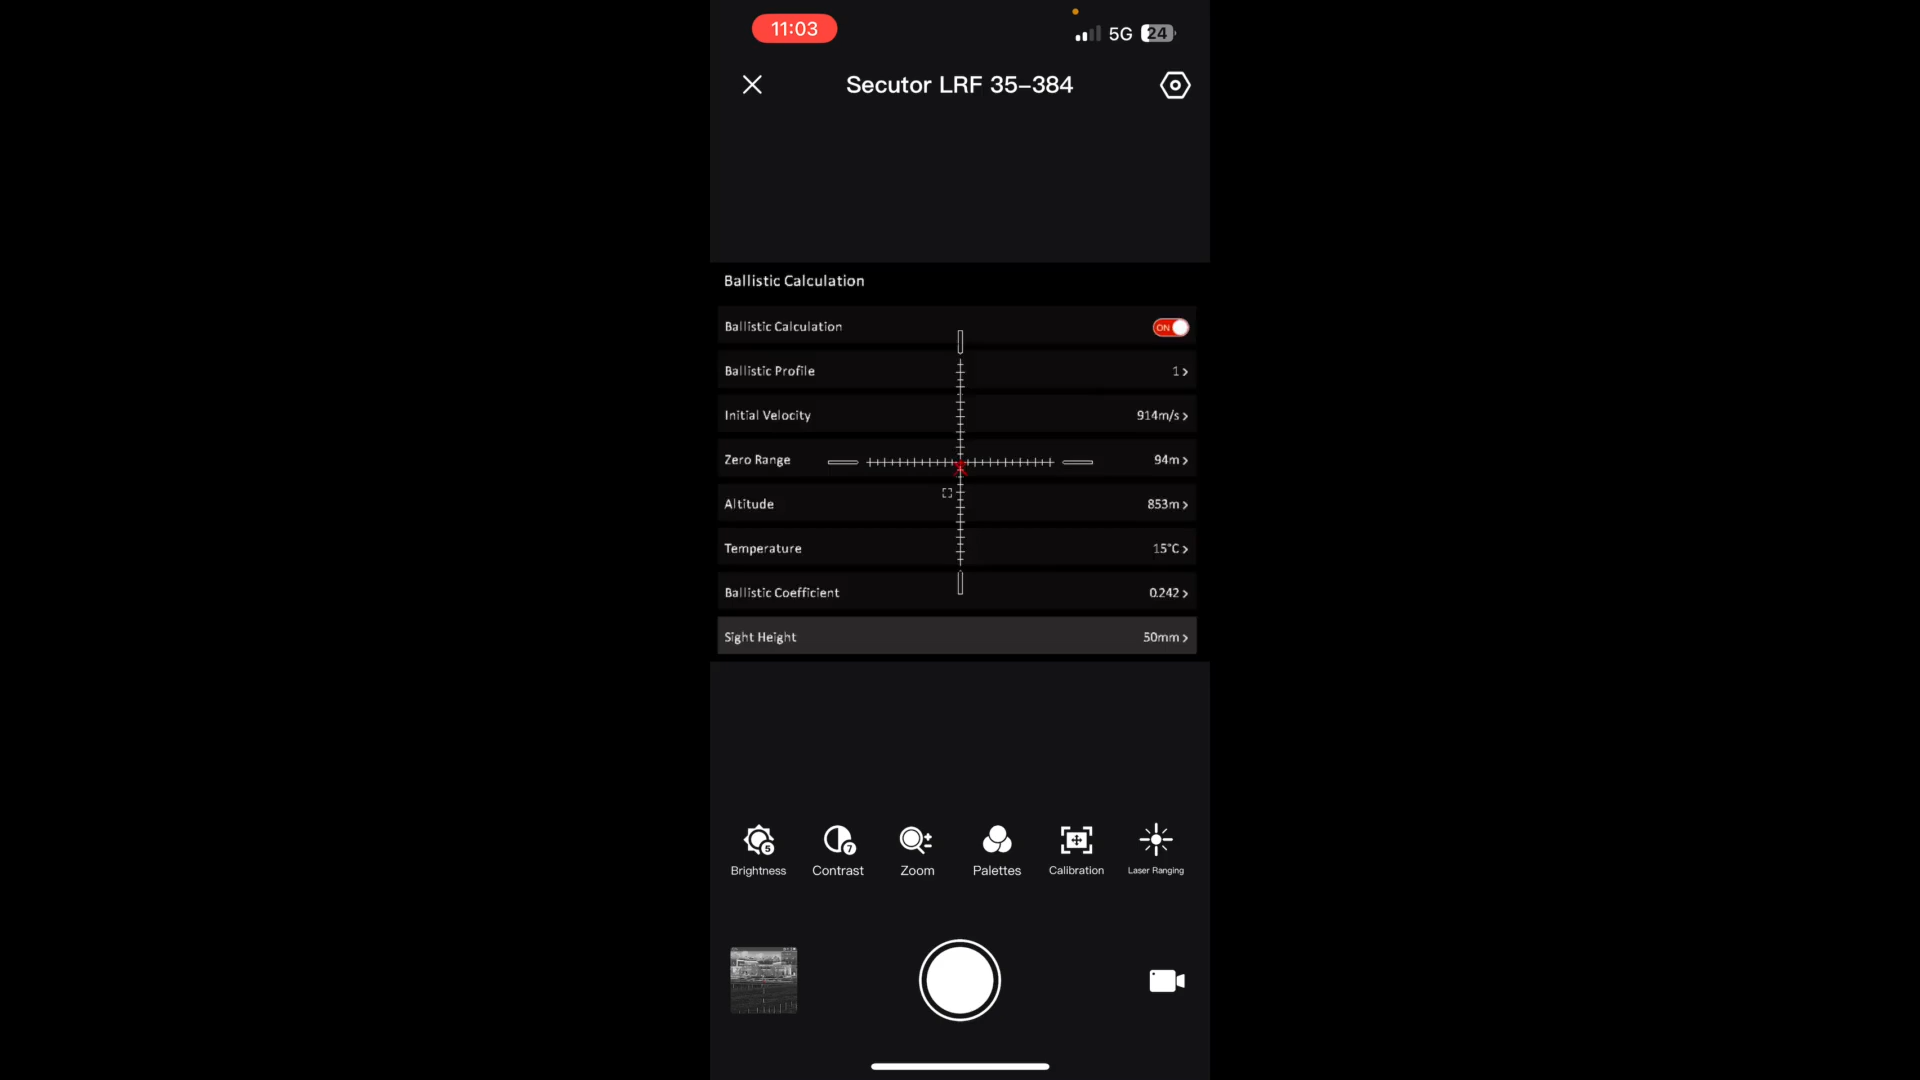 11:03
5G 24
Secutor LRF 35-384
Ballistic Calculation
Ballistic Calculation ON
Ballistic Profile 1
Initial Velocity 914m/s
Zero Range 94m
Altitude 853m
Temperature 15°C
Ballistic Coefficient 0.242
Sight Height 50mm
5 7
Brightness Contrast Zoom Palettes Calibration Laser Ranging